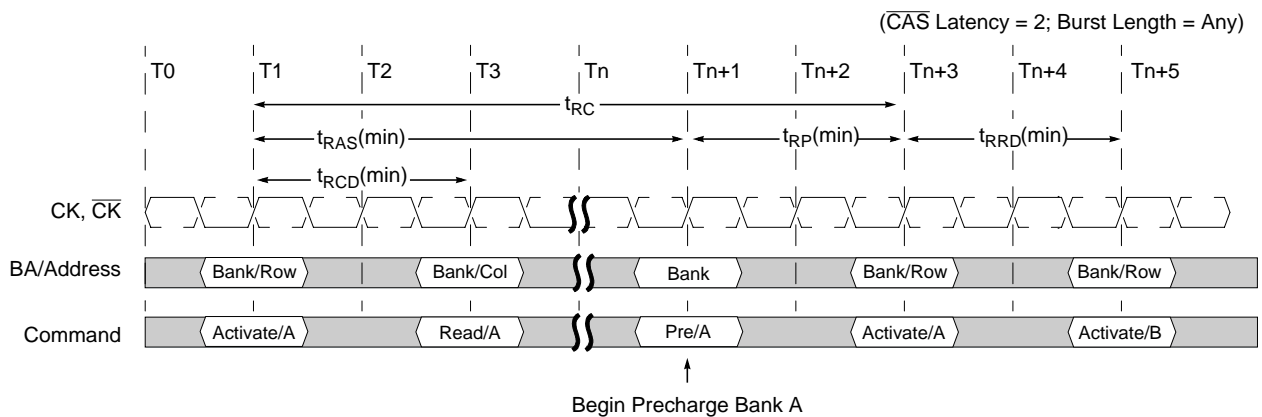 (CAS Latency = 2; Burst Length = Any)
T0 T1 T2 T3 Tn Tn+1 Tn+2 Tn+3 Tn+4 Tn+5
tRC
tRAS(min) tRP(min) tRRD(min)
tRCD(min)
CK, CK
BA/Address Bank/Row Bank/Col Bank Bank/Row Bank/Row
Command Activate/A Read/A Pre/A Activate/A Activate/B
Begin Precharge Bank A